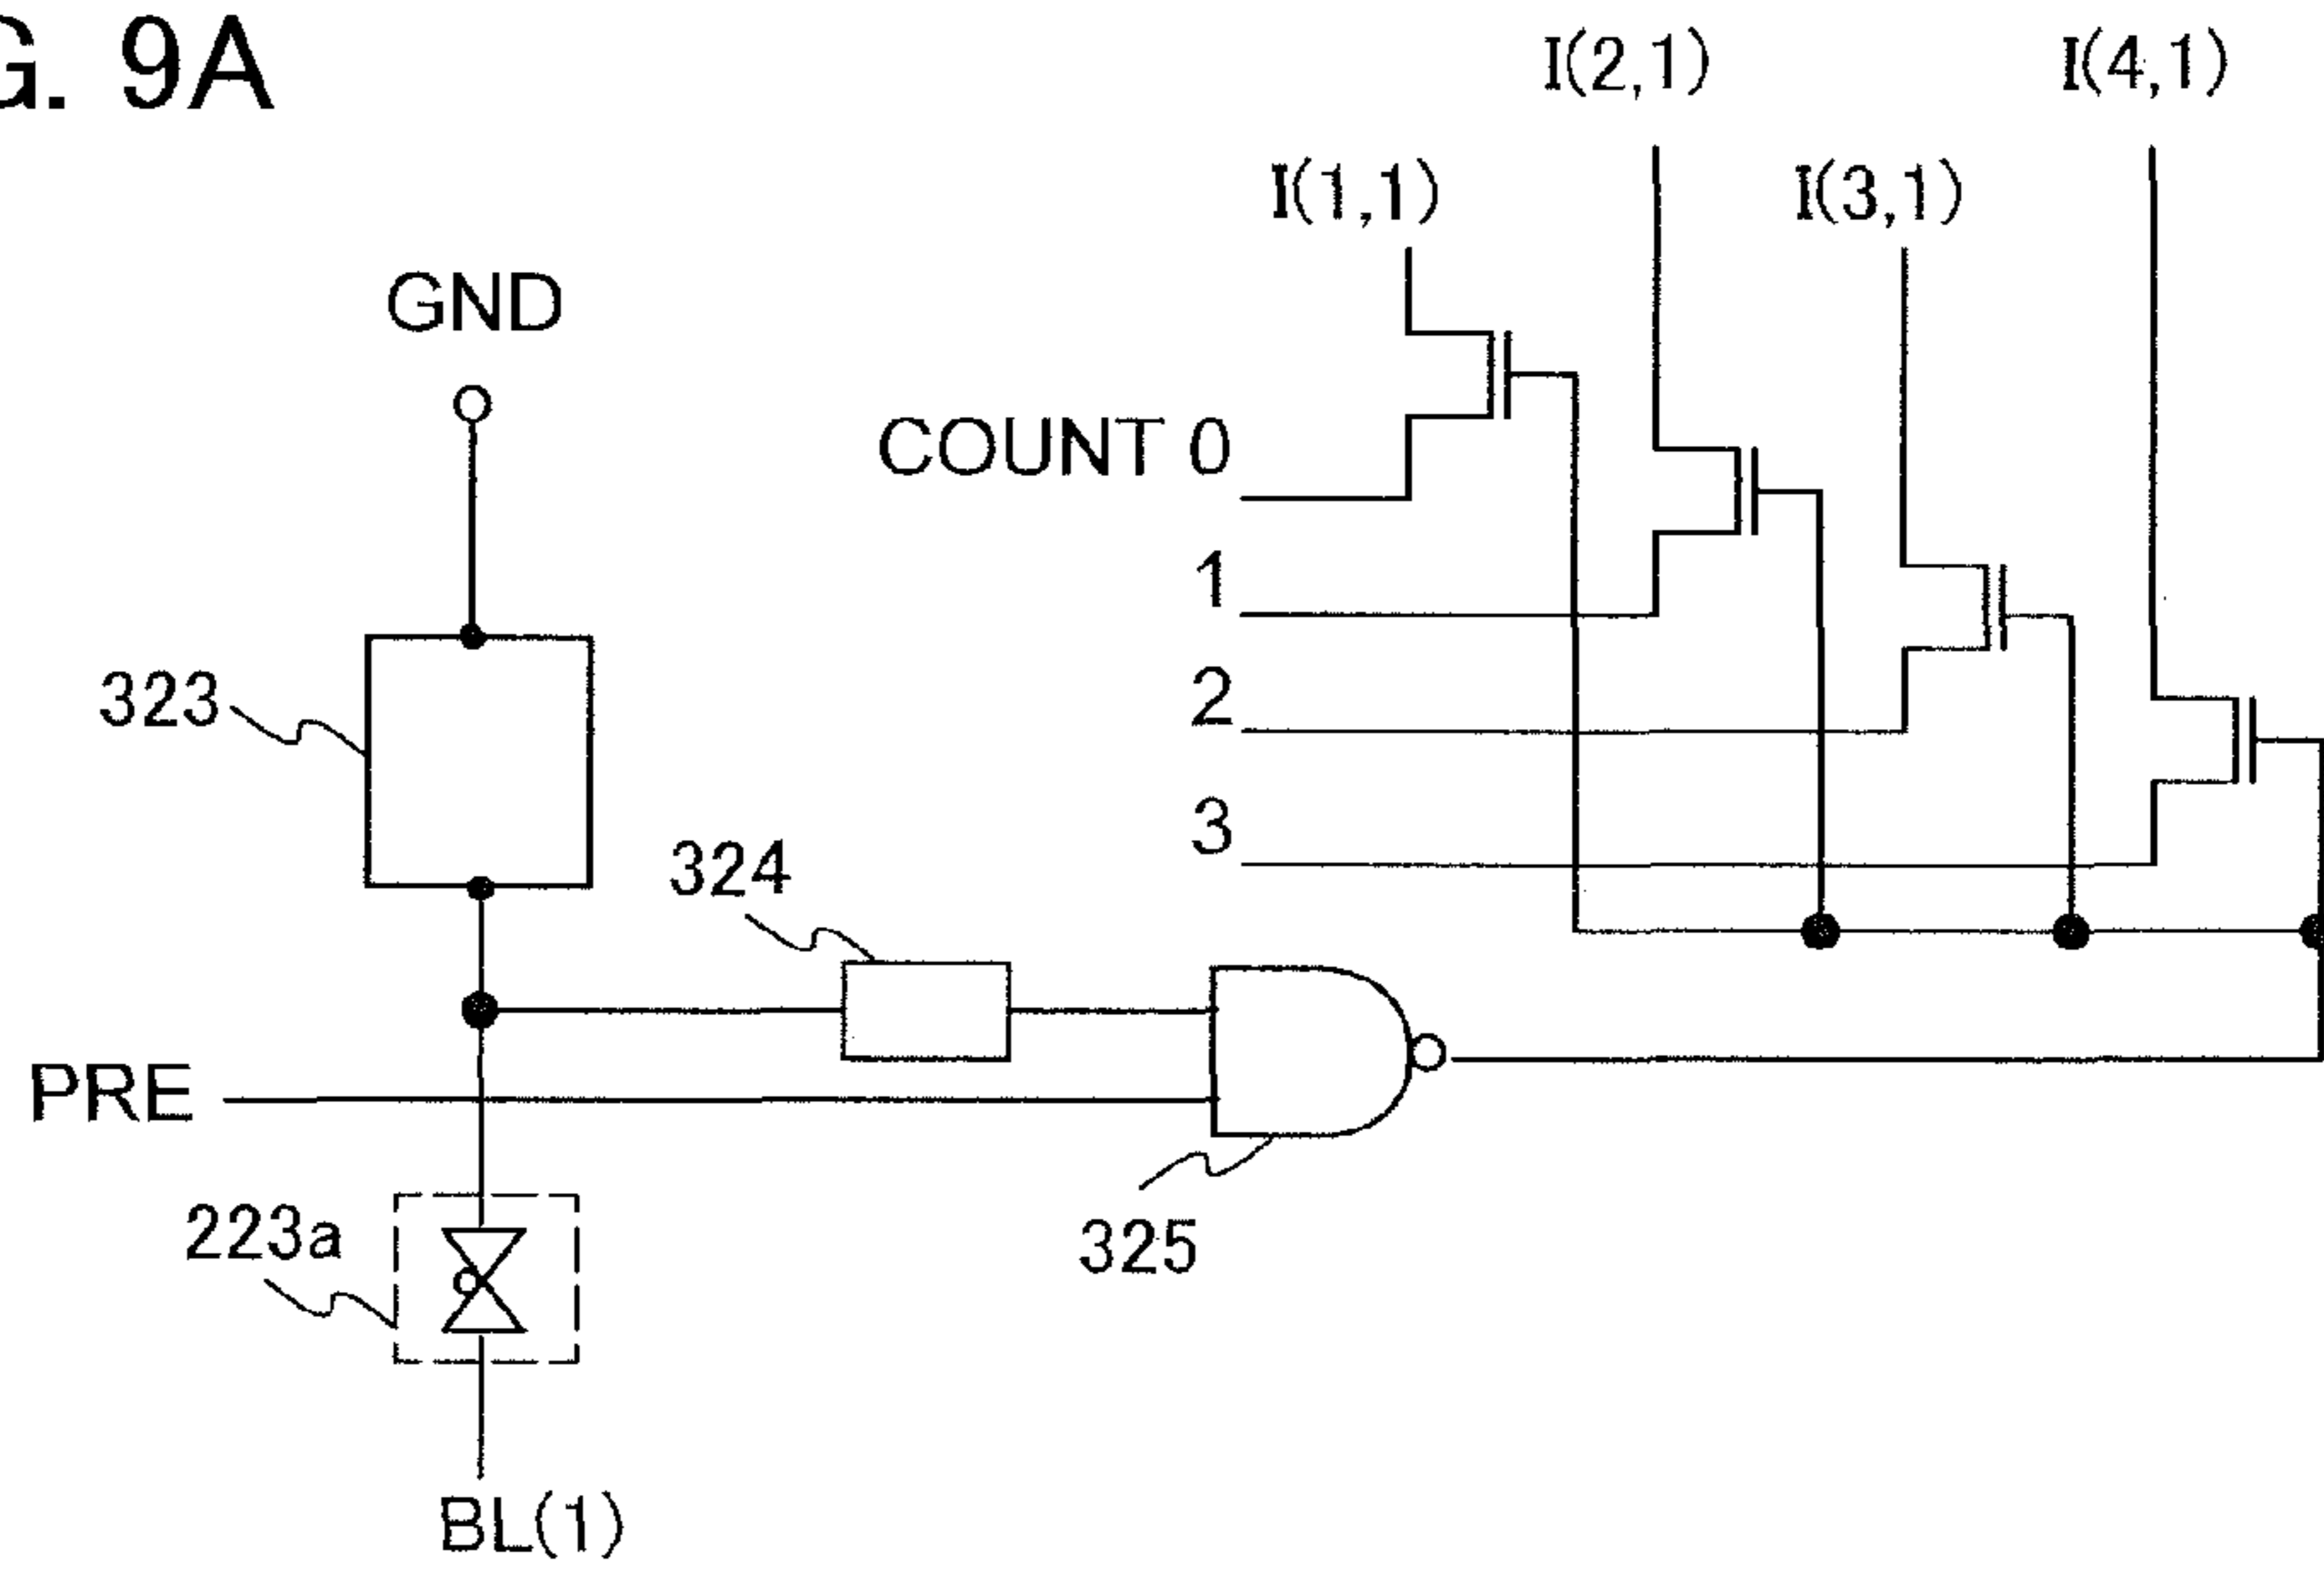 G. 9A
I(2,1)
I(4,1)
I(1,1)
I(3,1)
GND
COUNT 0
1
2
3
323
324
PRE
223a
325
BL(1)